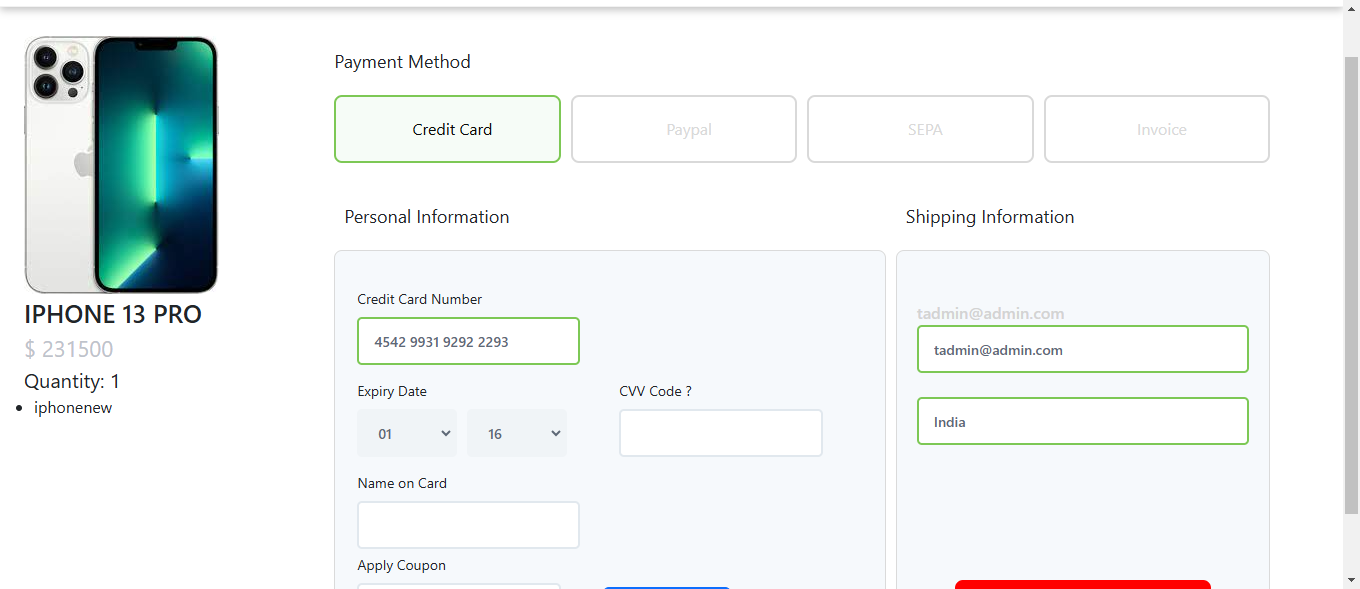 IPHONE 13 PRO
$ 231500
Quantity: 1
iphonenew
Payment Method
Credit Card
Paypal
SEPA
Invoice
Personal Information
Credit Card Number
4542 9931 9292 2293
Expiry Date
CVV Code ?
01
16
Name on Card
Apply Coupon
Shipping Information
tadmin@admin.com
tadmin@admin.com
India